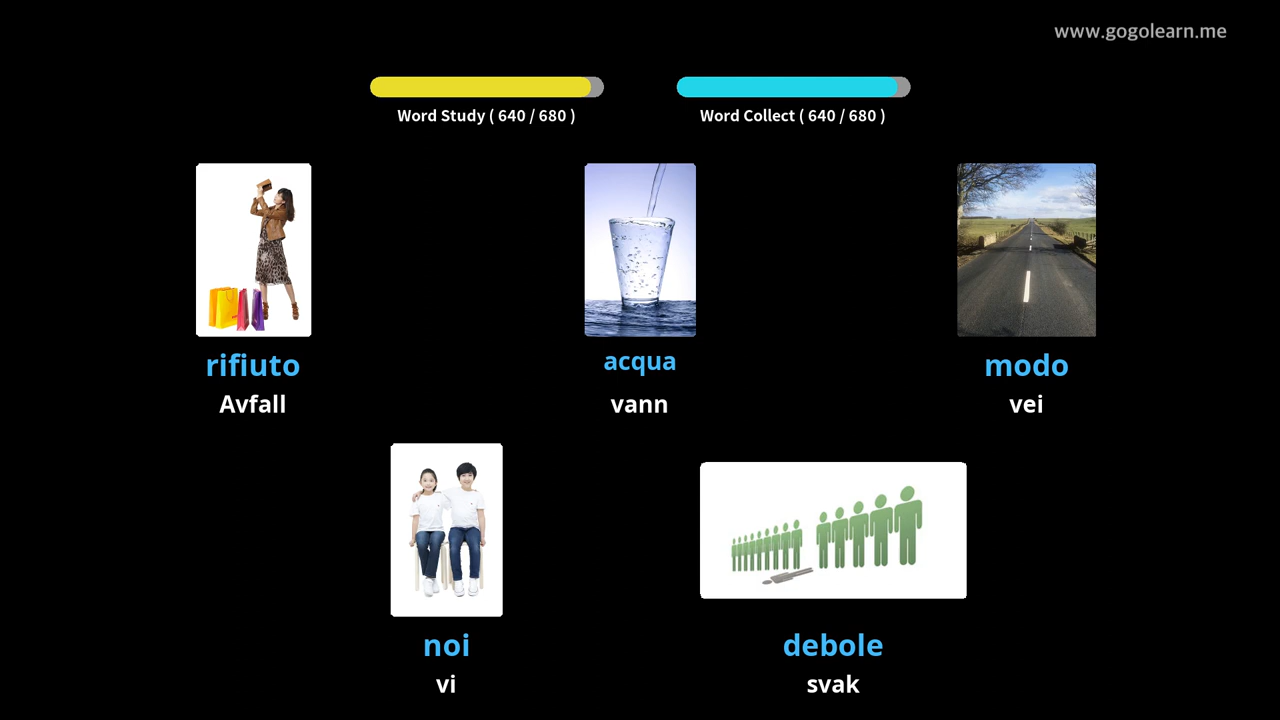 www.gogolearn.me
Word Study ( 640 / 680 )
Word Collect ( 640 / 680 )
rifiuto
Avfall
acqua
vann
modo
vei
noi
vi
debole
svak